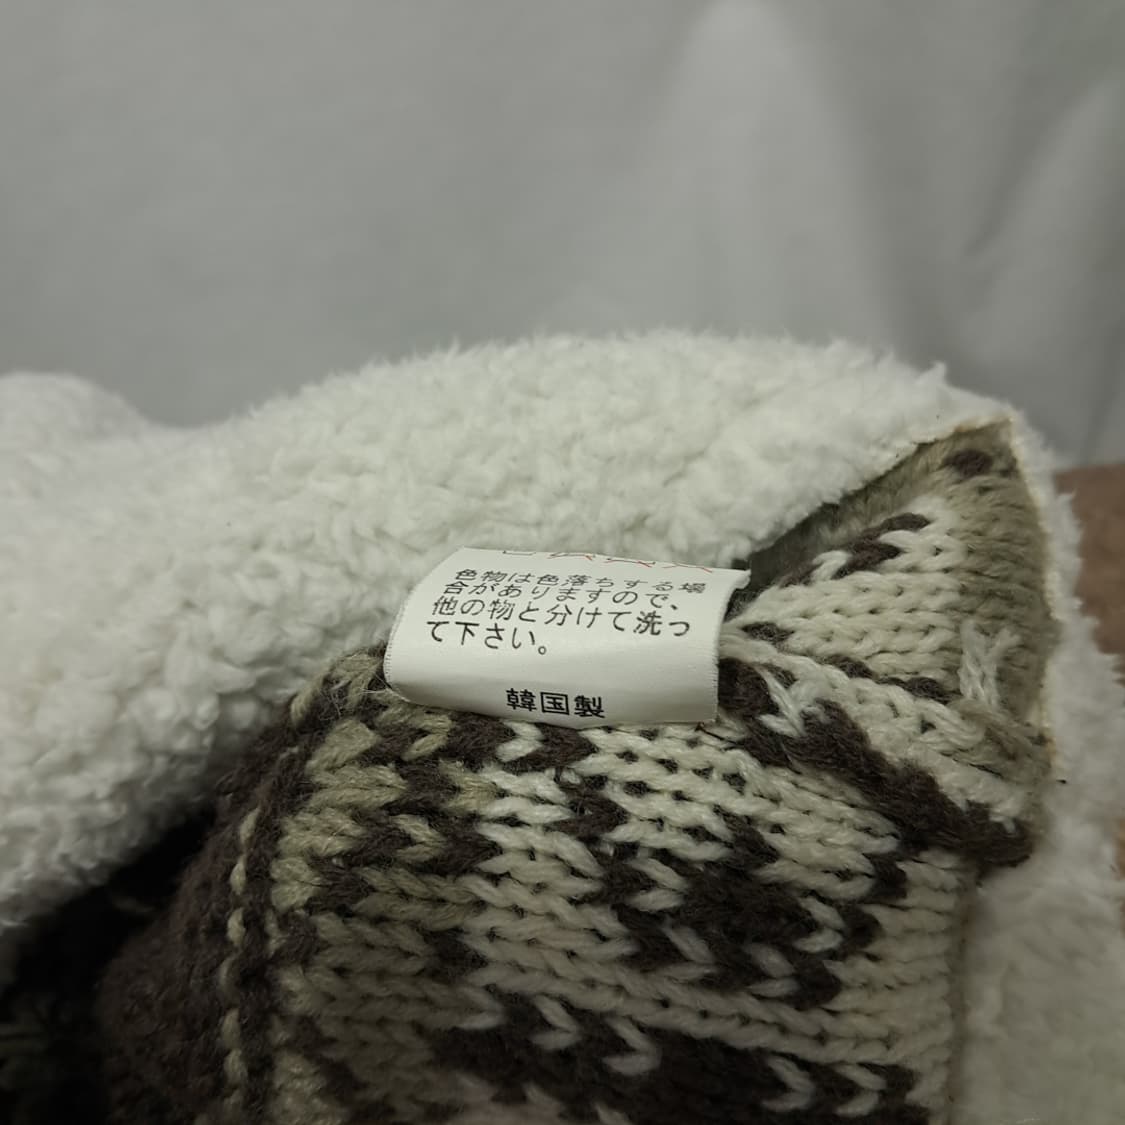 色物は色落ちする場
合がありますので、
他の物と分けて洗っ
て下さい。
韓国製